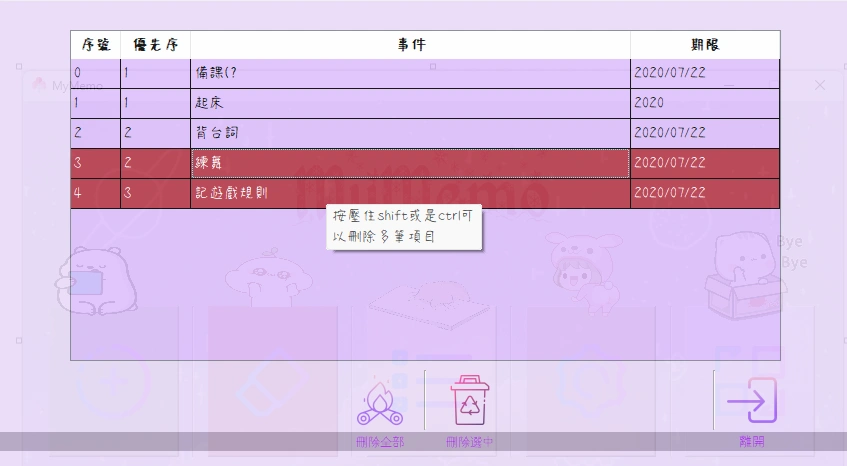 序號 優先序 事件 期限
0 1 備課(? 2020/07/22
MyMemo
1 1 起床 2020
2 2 背台詞 2020/07/22
3 2 練舞 2020/07/22
4 3 記遊戲規則 2020/07/22
MyMemo
按壓住shift或是ctrl可
以刪除多筆項目
Bye
Bye
刪除全部 刪除選中 離開